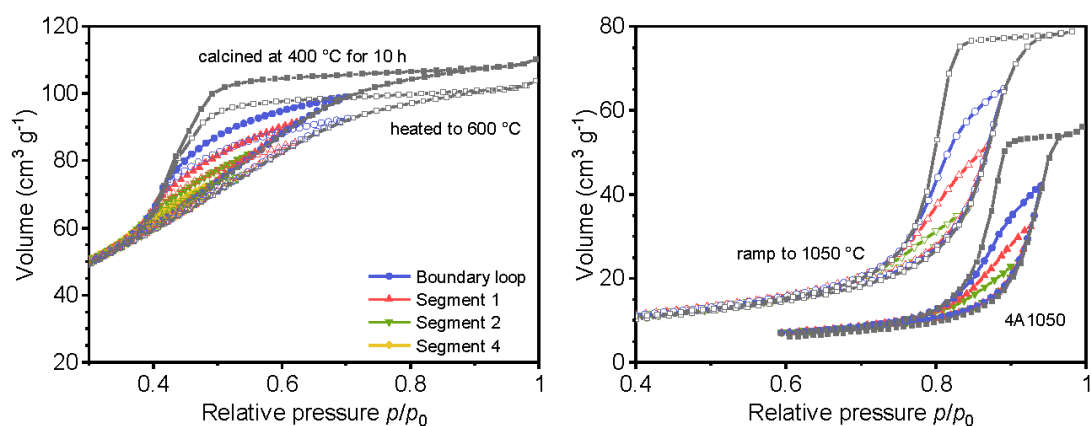 120
100
80
60
40
20
Volume (cm³ g⁻¹)
calcined at 400 °C for 10 h
heated to 600 °C
Boundary loop
Segment 1
Segment 2
Segment 4
0.4
0.6
0.8
1
Relative pressure p/p₀
80
60
40
20
0
Volume (cm³ g⁻¹)
ramp to 1050 °C
4A1050
0.4
0.6
0.8
1
Relative pressure p/p₀